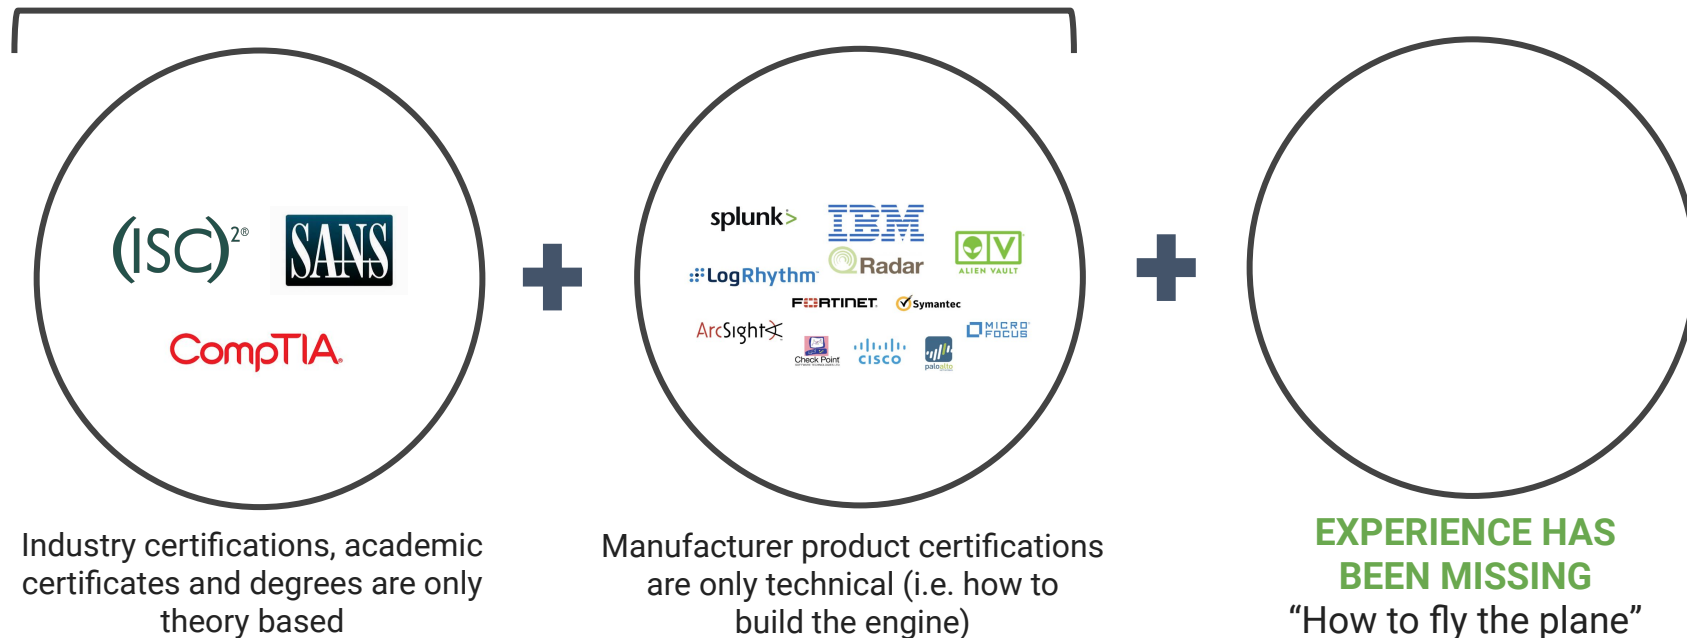 (ISC)2®
SANS
CompTIA.
splunk>
IBM
QRadar
ALIEN VAULT
LogRhythm
FORTINET
Symantec
ArcSight
MICRO
FOCUS
Check Point
CISCO
paloalto
Industry certifications, academic
certificates and degrees are only
theory based
Manufacturer product certifications
are only technical (i.e. how to
build the engine)
EXPERIENCE HAS
BEEN MISSING
“How to fly the plane”